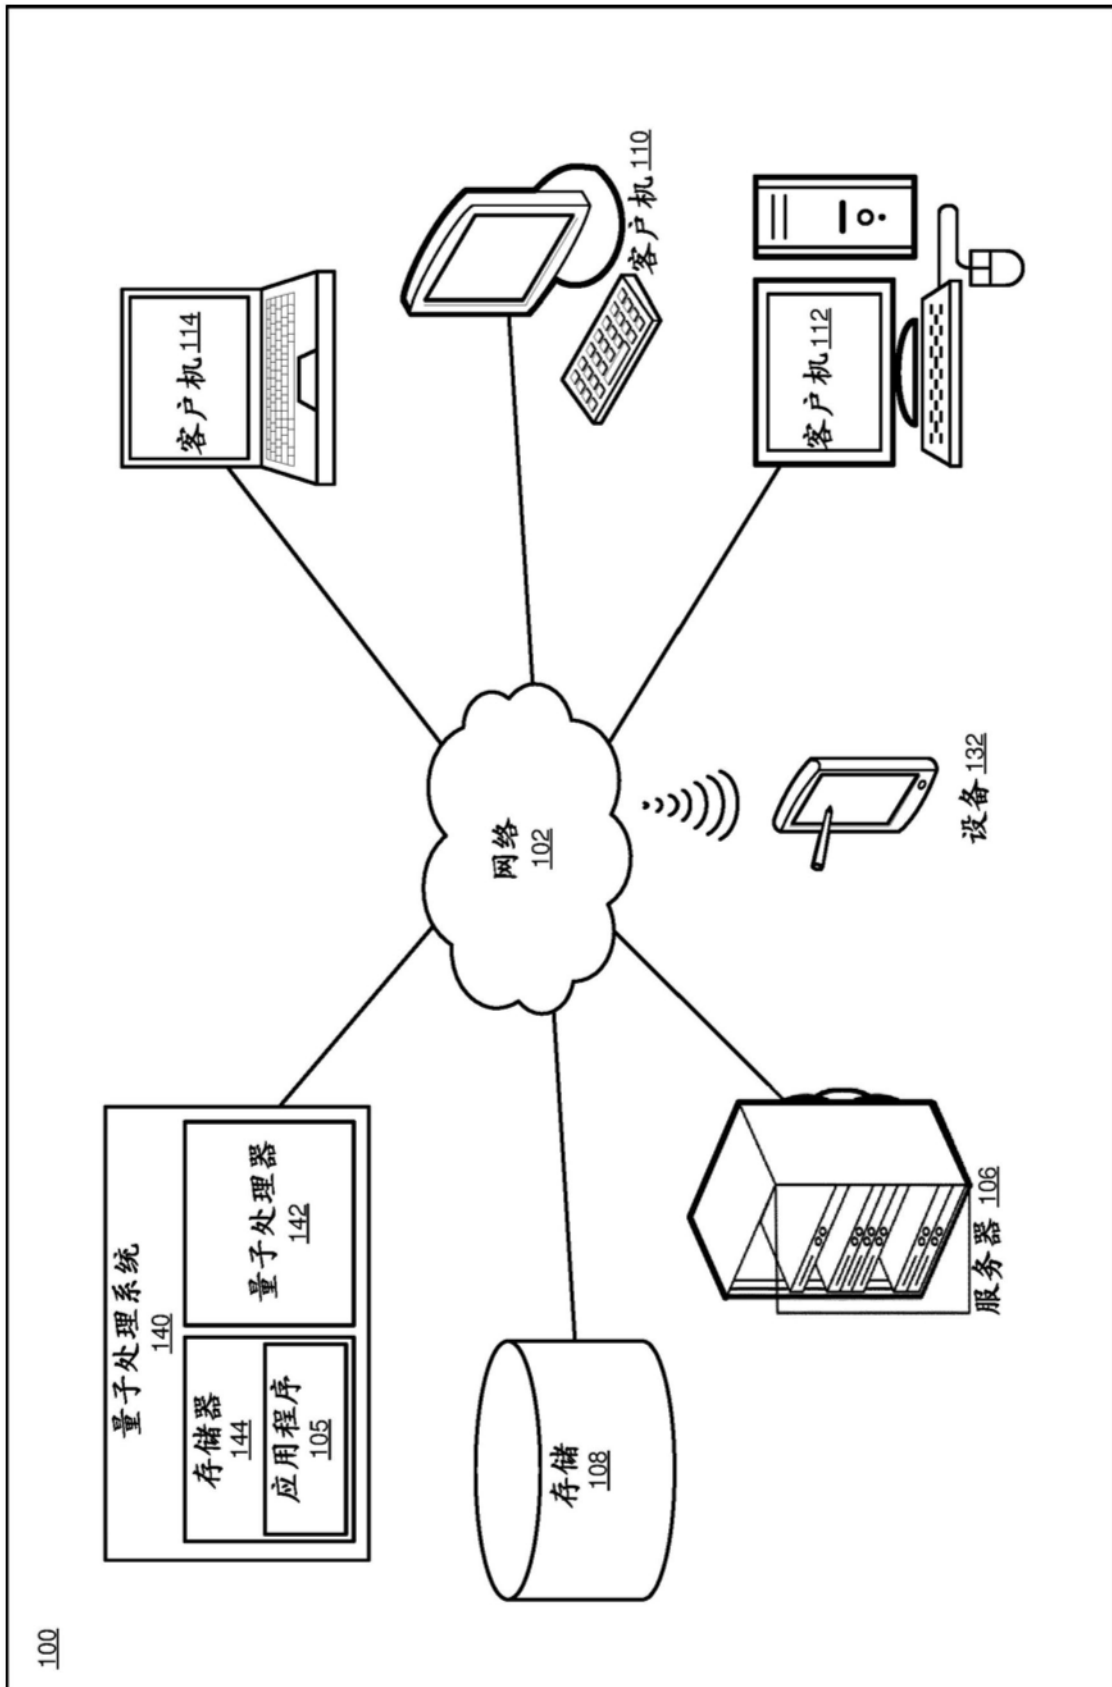 100
量子处理系统
140
存储器
144
应用程序
105
量子处理器
142
存储
108
服务器 106
网络
102
设备 132
客户机 114
客户机 110
客户机 112